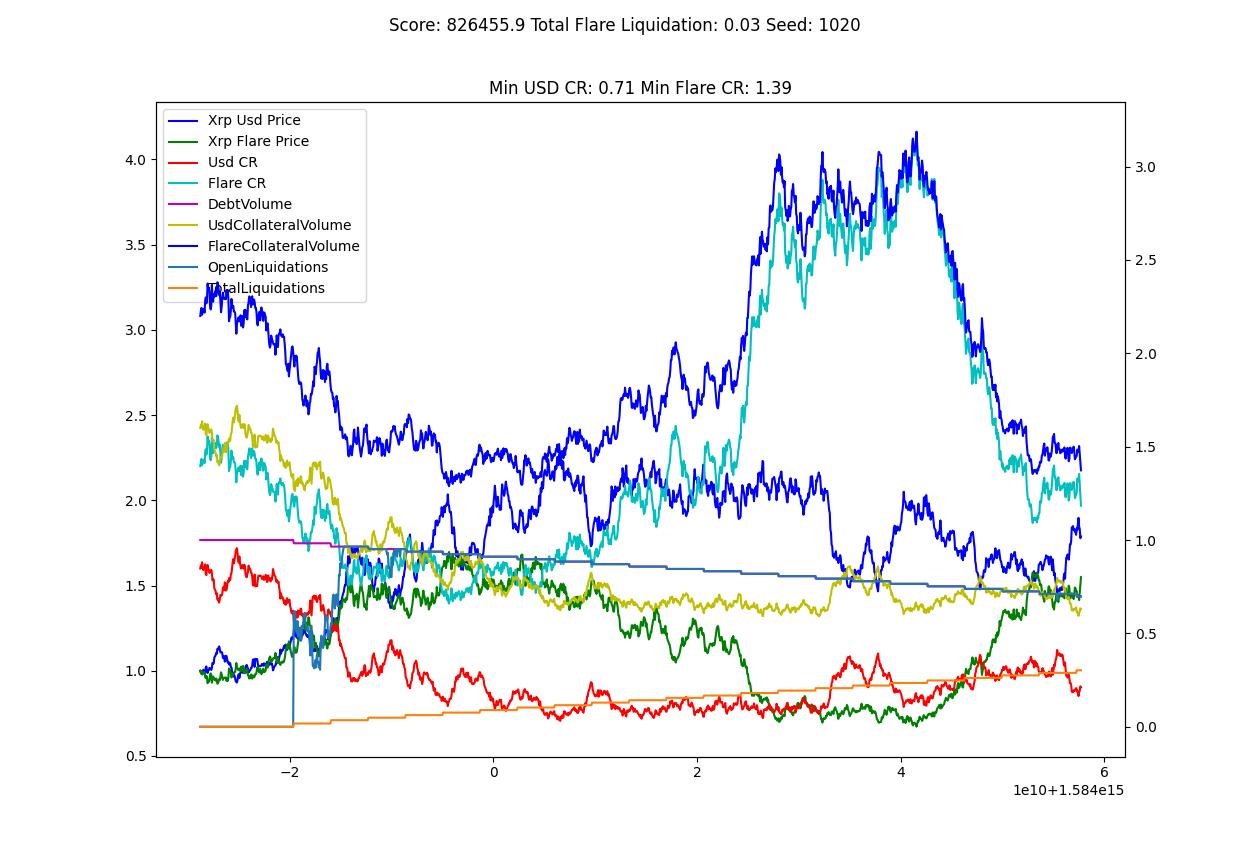 Score: 826455.9 Total Flare Liquidation: 0.03 Seed: 1020
Min USD CR: 0.71 Min Flare CR: 1.39
Xrp Usd Price
Xrp Flare Price
Usd CR
Flare CR
DebtVolume
UsdCollateralVolume
FlareCollateralVolume
OpenLiquidations
TotalLiquidations
4.0
3.5
3.0
2.5
2.0
1.5
1.0
0.5
3.0
2.5
2.0
1.5
1.0
0.5
0.0
−2 0 2 4 6
1e10+1.584e15